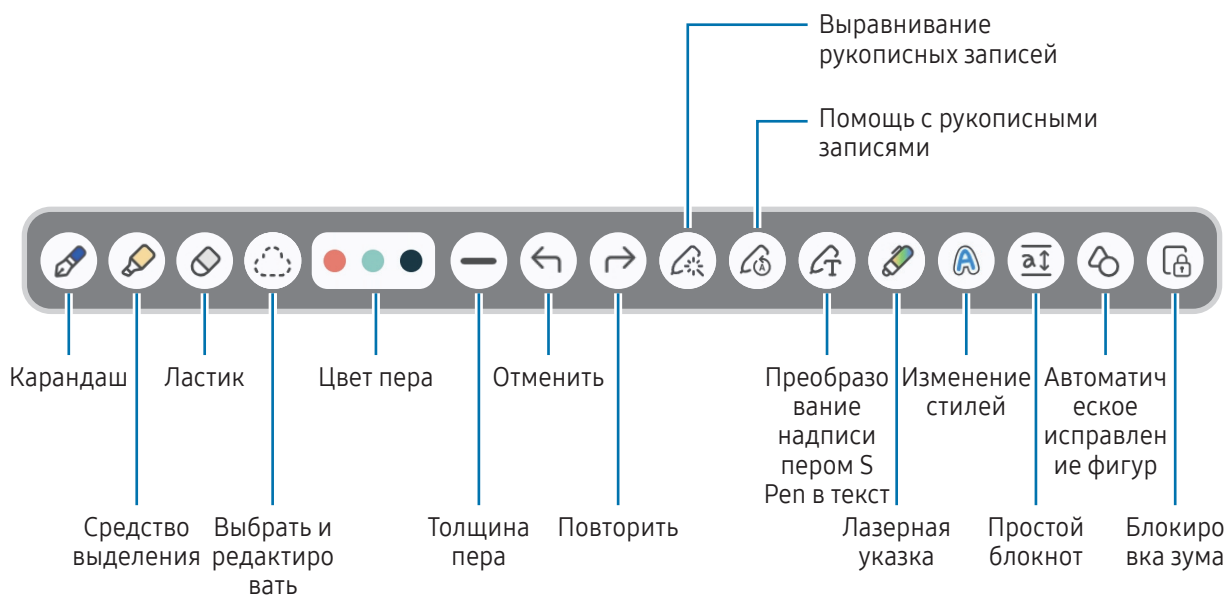 Выравнивание
рукописных записей
Помощь с рукописными
записями
Карандаш
Ластик
Цвет пера
Отменить
Преобразо
вание
надписи
пером S
Pen в текст
Изменение
стилей
Автоматич
еское
исправлен
ие фигур
Средство
выделения
Выбрать и
редактиро
вать
Толщина
пера
Повторить
Лазерная
указка
Простой
блокнот
Блокиро
вка зума